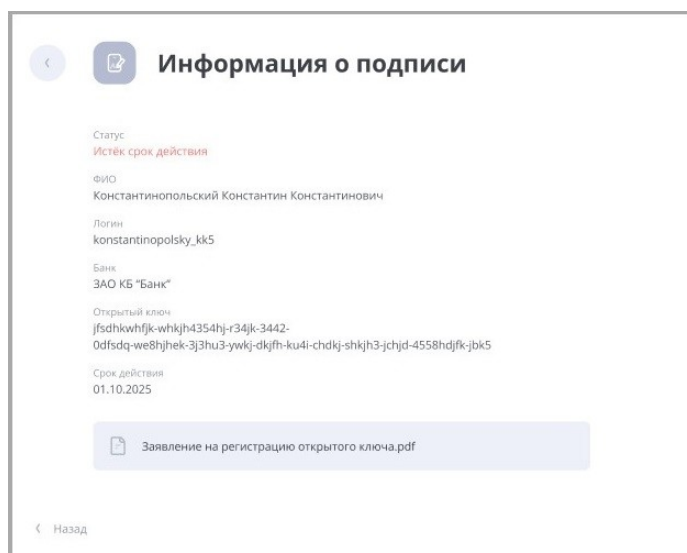 Информация о подписи
Статус
Истёк срок действия
ФИО
Константинопольский Константин Константинович
Логин
konstantinopolsky_kk5
Банк
ЗАО КБ "Банк"
Открытый ключ
jfsdhkwhfjk-whkjh4354hj-r34jk-3442-
0dfsdq-we8hjhek-3j3hu3-ywkj-dkjfh-ku4i-chdkj-shkjh3-jchjd-4558hdjfk-jbk5
Срок действия
01.10.2025
Заявление на регистрацию открытого ключа.pdf
Назад